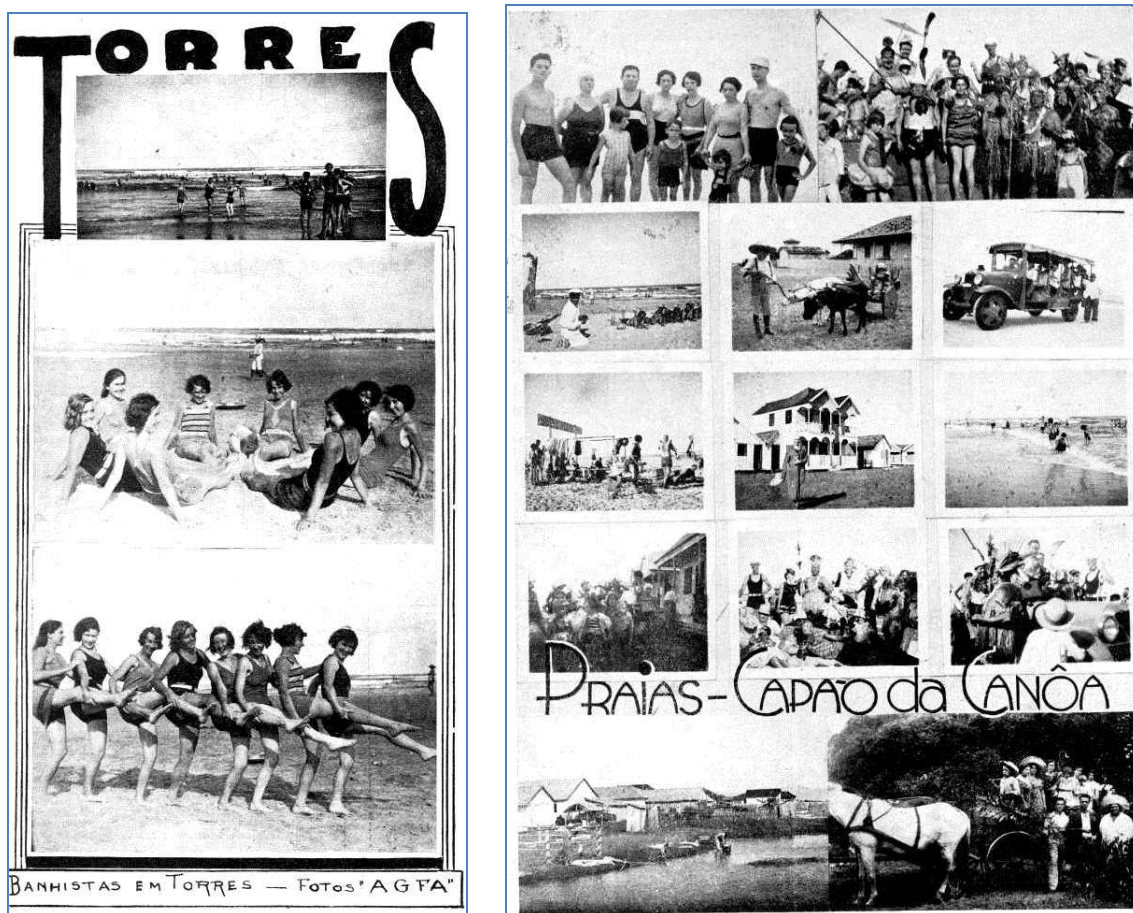 TORRES
BANHISTAS EM TORRES — FOTOS "AGFA"
PRAIAS-CAPÃO da CANÔA